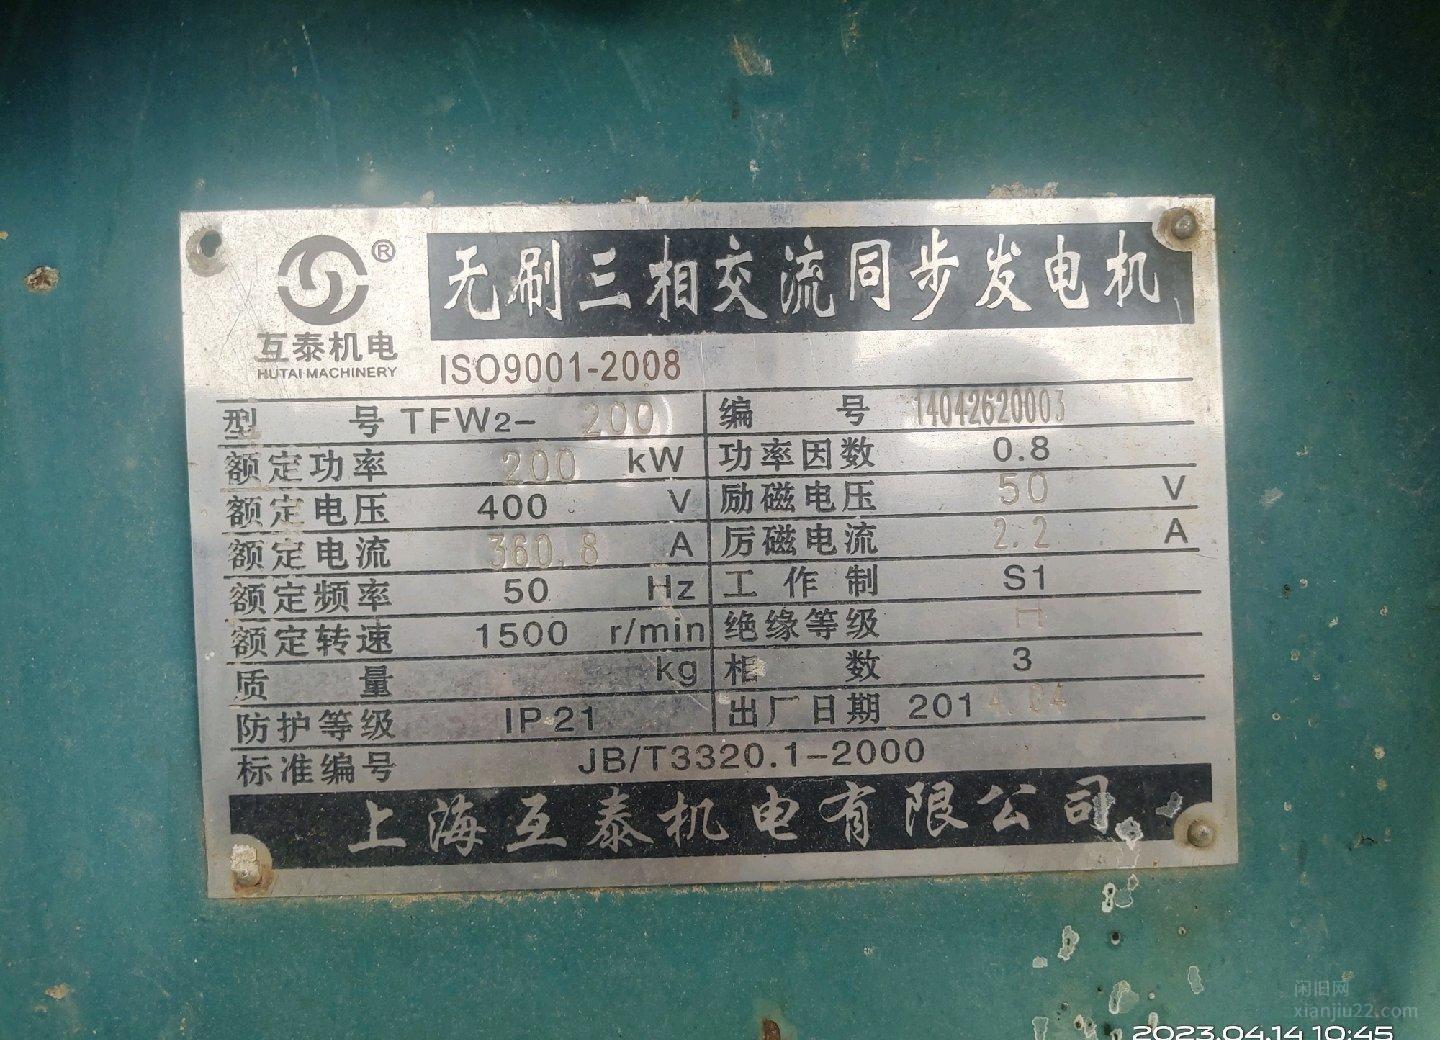 ®
互泰机电
HUTAI MACHINERY
无刷三相交流同步发电机
ISO9001-2008
型 号 TFW2- 200 编 号 14042620003
额定功率 200 kW 功率因数 0.8
额定电压 400 V 励磁电压 50 V
额定电流 360.8 A 厉磁电流 2.2 A
额定频率 50 Hz 工作制 S1
额定转速 1500 r/min 绝缘等级 H
质 量 kg 相 数 3
防护等级 IP21 出厂日期 2014.04
标准编号 JB/T3320.1-2000
上海互泰机电有限公司
闲旧网
xianjiu22.com
2023.04.14 10:45